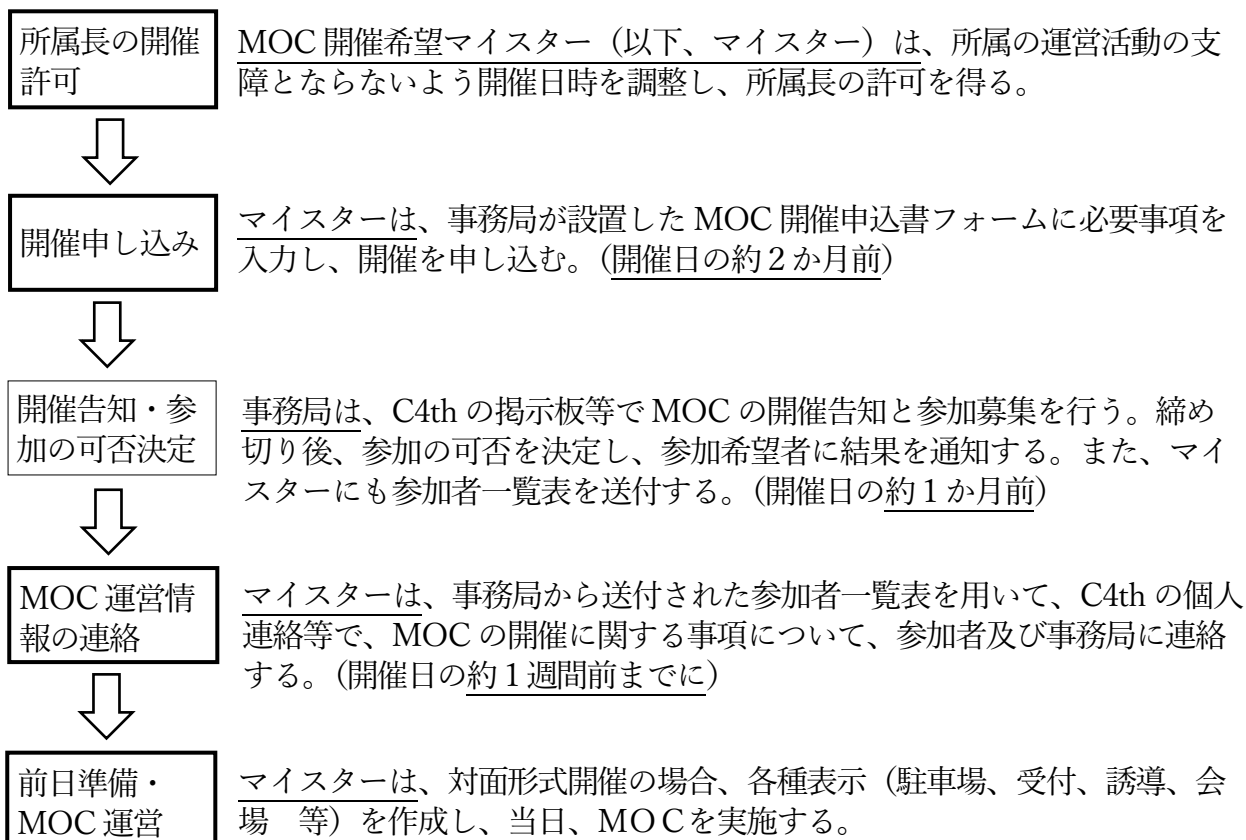 所属長の開催
許可
MOC 開催希望マイスター（以下、マイスター）は、所属の運営活動の支
障とならないよう開催日時を調整し、所属長の許可を得る。
開催申し込み
マイスターは、事務局が設置した MOC 開催申込書フォームに必要事項を
入力し、開催を申し込む。(開催日の約２か月前)
開催告知・参
加の可否決定
事務局は、C4th の掲示板等で MOC の開催告知と参加募集を行う。締め
切り後、参加の可否を決定し、参加希望者に結果を通知する。また、マイ
スターにも参加者一覧表を送付する。(開催日の約１か月前)
MOC 運営情
報の連絡
マイスターは、事務局から送付された参加者一覧表を用いて、C4th の個人
連絡等で、MOC の開催に関する事項について、参加者及び事務局に連絡
する。(開催日の約１週間前までに)
前日準備・
MOC 運営
マイスターは、対面形式開催の場合、各種表示（駐車場、受付、誘導、会
場　等）を作成し、当日、ＭＯＣを実施する。